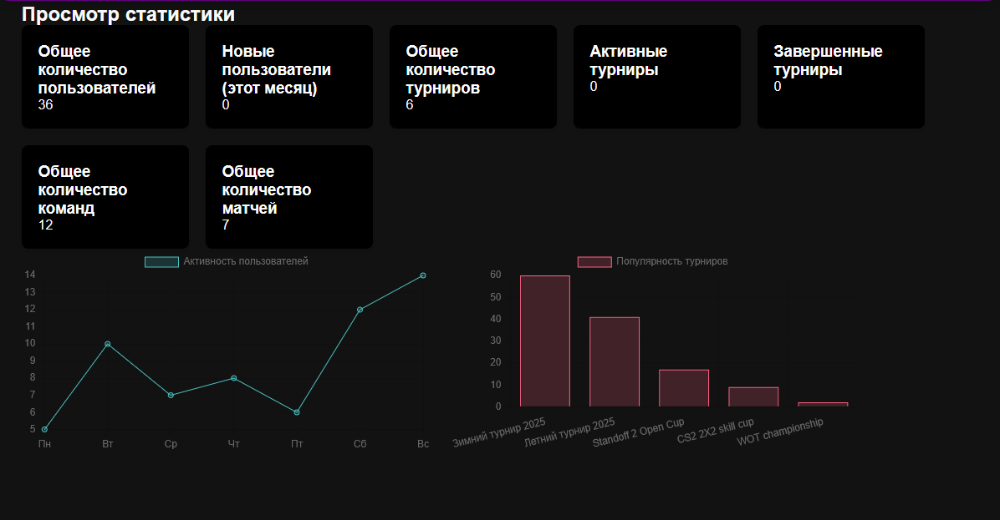 Просмотр статистики
Общее
количество
пользователей
36
Новые
пользователи
(этот месяц)
0
Общее
количество
турниров
6
Активные
турниры
0
Завершенные
турниры
0
Общее
количество
команд
12
Общее
количество
матчей
7
Активность пользователей
14
13
12
11
10
9
8
7
6
5
Пн
Вт
Ср
Чт
Пт
Сб
Вс
Популярность турниров
60
50
40
30
20
10
0
Зимний турнир 2025
Летний турнир 2025
Standoff 2 Open Cup
CS2 2X2 skill cup
WOT championship